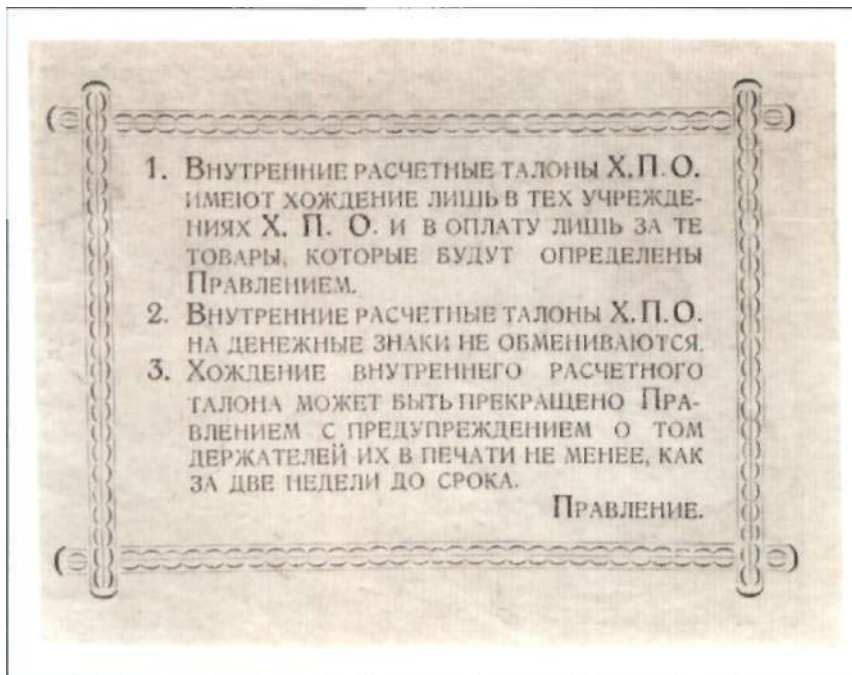 1. Внутренние расчетные талоны Х.П.О.
имеют хождение лишь в тех учрежде-
ниях Х. П. О. и в оплату лишь за те
товары, которые будут определены
Правлением.
2. Внутренние расчетные талоны Х.П.О.
на денежные знаки не обмениваются.
3. Хождение внутреннего расчетного
талона может быть прекращено Пра-
влением с предупреждением о том
держателей их в печати не менее, как
за две недели до срока.
Правление.